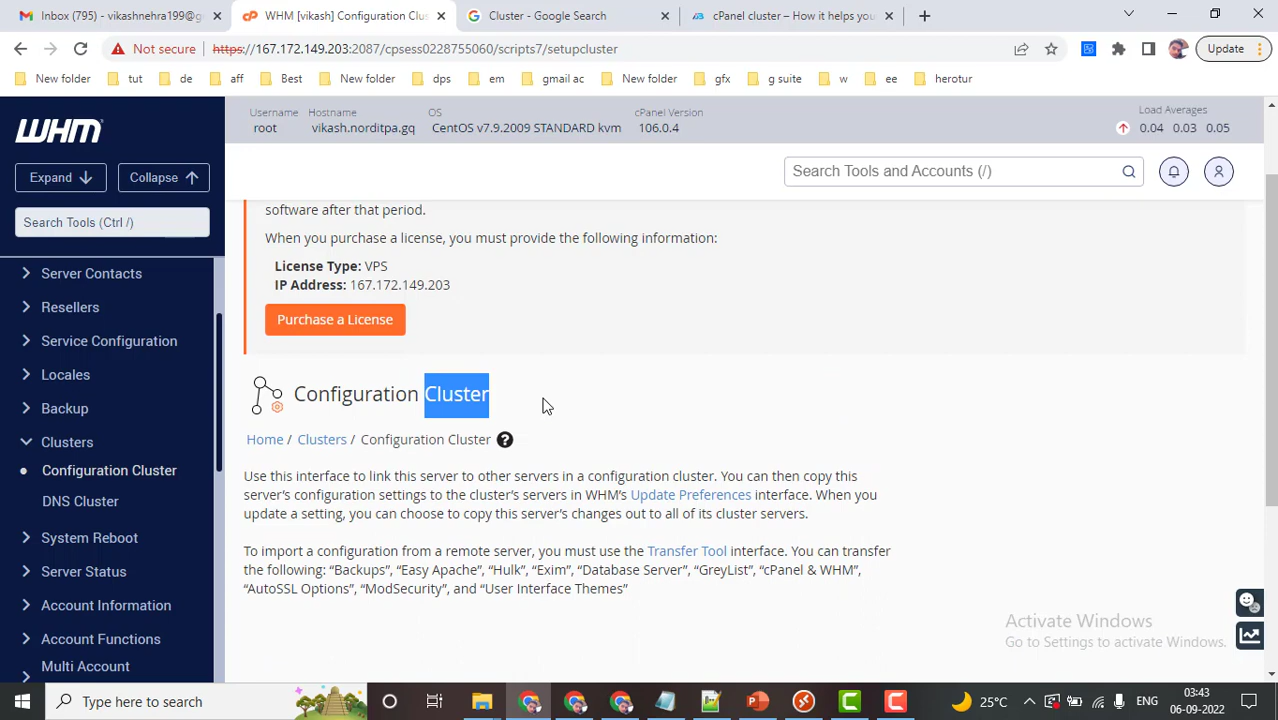 Inbox (795) - vikashnehra199@g
WHM [vikash] Configuration Clust
Cluster - Google Search
cPanel cluster – How it helps you
Not secure
https://167.172.149.203:2087/cpsess0228755060/scripts7/setupcluster
Update
New folder
tut
de
aff
Best
New folder
dps
em
gmail ac
New folder
gfx
g suite
w
ee
herotur
WHM
Username
root
Hostname
vikash.norditpa.gq
OS
CentOS v7.9.2009 STANDARD kvm
cPanel Version
106.0.4
Load Averages
0.04 0.03 0.05
Expand
Collapse
Search Tools (Ctrl /)
Search Tools and Accounts (/)
Server Contacts
Resellers
Service Configuration
Locales
Backup
Clusters
Configuration Cluster
DNS Cluster
System Reboot
Server Status
Account Information
Account Functions
Multi Account
software after that period.
When you purchase a license, you must provide the following information:
License Type: VPS
IP Address: 167.172.149.203
Purchase a License
Configuration Cluster
Home / Clusters / Configuration Cluster ?
Use this interface to link this server to other servers in a configuration cluster. You can then copy this
server's configuration settings to the cluster's servers in WHM's Update Preferences interface. When you
update a setting, you can choose to copy this server's changes out to all of its cluster servers.
To import a configuration from a remote server, you must use the Transfer Tool interface. You can transfer
the following: “Backups”, “Easy Apache”, “Hulk”, “Exim”, “Database Server”, “GreyList”, “cPanel & WHM”,
“AutoSSL Options”, “ModSecurity”, and “User Interface Themes”
Activate Windows
Go to Settings to activate Windows.
Type here to search
25°C
ENG
03:43
06-09-2022